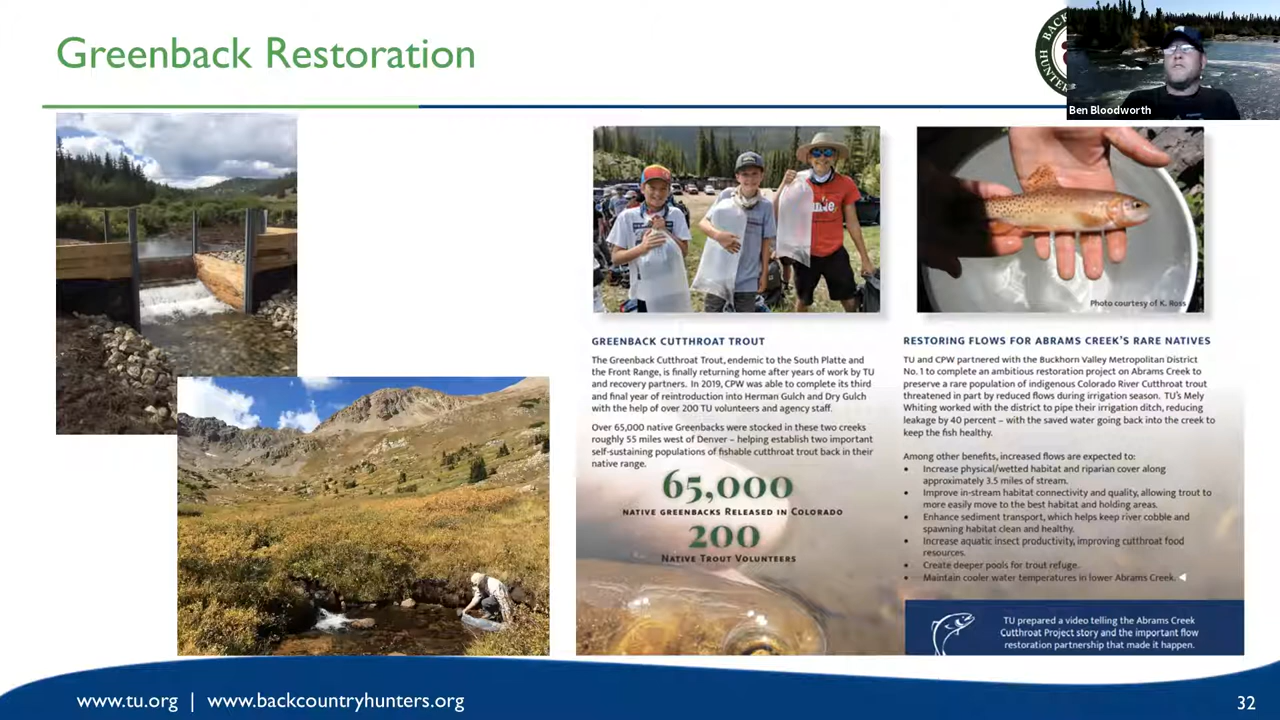 Greenback Restoration
BACK
HUNTERS
Ben Bloodworth
Photo courtesy of K. Ross
GREENBACK CUTTHROAT TROUT
The Greenback Cutthroat Trout, endemic to the South Platte and
the Front Range, is finally returning home after years of work by TU
and recovery partners. In 2019, CPW was able to complete its third
and final year of reintroduction into Herman Gulch and Dry Gulch
with the help of over 200 TU volunteers and agency staff.
Over 65,000 native Greenbacks were stocked in these two creeks
roughly 55 miles west of Denver – helping establish two important
self-sustaining populations of fishable cutthroat trout back in their
native range.
65,000
NATIVE GREENBACKS RELEASED IN COLORADO
200
NATIVE TROUT VOLUNTEERS
RESTORING FLOWS FOR ABRAMS CREEK'S RARE NATIVES
TU and CPW partnered with the Buckhorn Valley Metropolitan District
No. 1 to complete an ambitious restoration project on Abrams Creek to
preserve a rare population of indigenous Colorado River Cutthroat trout
threatened in part by reduced flows during irrigation season. TU's Mely
Whiting worked with the district to pipe their irrigation ditch, reducing
leakage by 40 percent – with the saved water going back into the creek to
keep the fish healthy.
Among other benefits, increased flows are expected to:
• Increase physical/wetted habitat and riparian cover along
approximately 3.5 miles of stream.
• Improve in-stream habitat connectivity and quality, allowing trout to
more easily move to the best habitat and holding areas.
• Enhance sediment transport, which helps keep river cobble and
spawning habitat clean and healthy.
• Increase aquatic insect productivity, improving cutthroat food
resources.
• Create deeper pools for trout refuge.
• Maintain cooler water temperatures in lower Abrams Creek.
TU prepared a video telling the Abrams Creek
Cutthroat Project story and the important flow
restoration partnership that made it happen.
www.tu.org | www.backcountryhunters.org
32